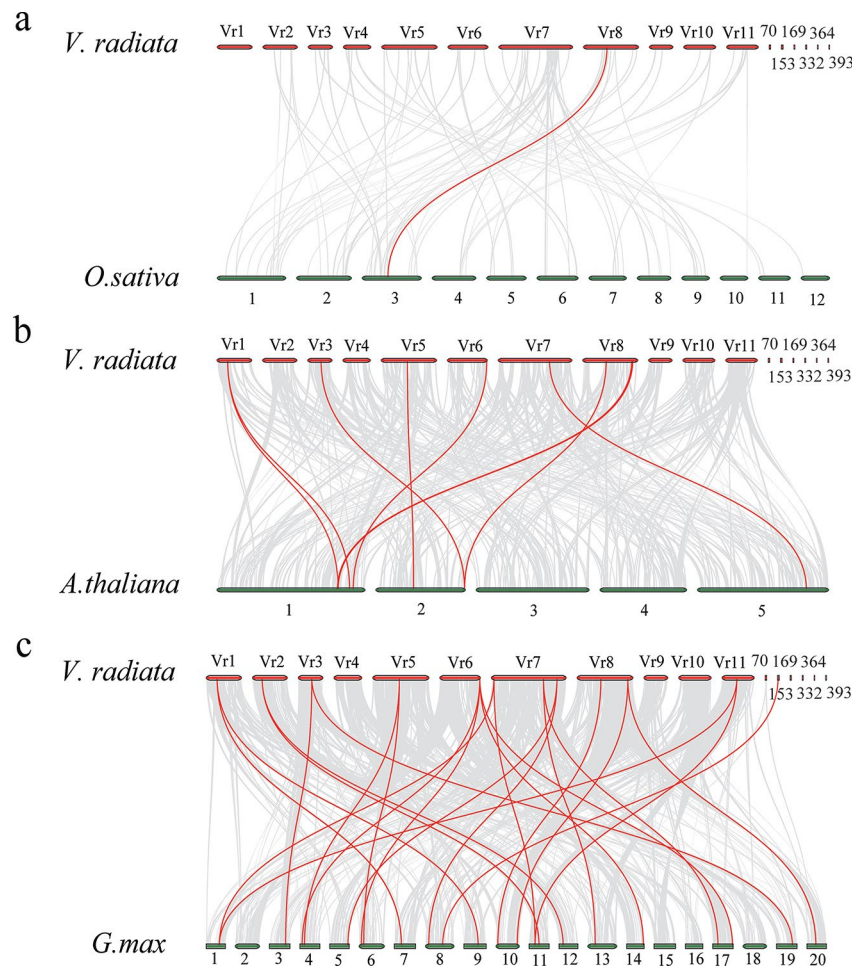 a
V. radiata Vr1 Vr2 Vr3 Vr4 Vr5 Vr6 Vr7 Vr8 Vr9 Vr10 Vr11 70 169 364
153 332 393
O.sativa
1 2 3 4 5 6 7 8 9 10 11 12
b
V. radiata Vr1 Vr2 Vr3 Vr4 Vr5 Vr6 Vr7 Vr8 Vr9 Vr10 Vr11 70 169 364
153 332 393
A.thaliana
1 2 3 4 5
c
V. radiata Vr1 Vr2 Vr3 Vr4 Vr5 Vr6 Vr7 Vr8 Vr9 Vr10 Vr11 70 169 364
153 332 393
G.max
1 2 3 4 5 6 7 8 9 10 11 12 13 14 15 16 17 18 19 20